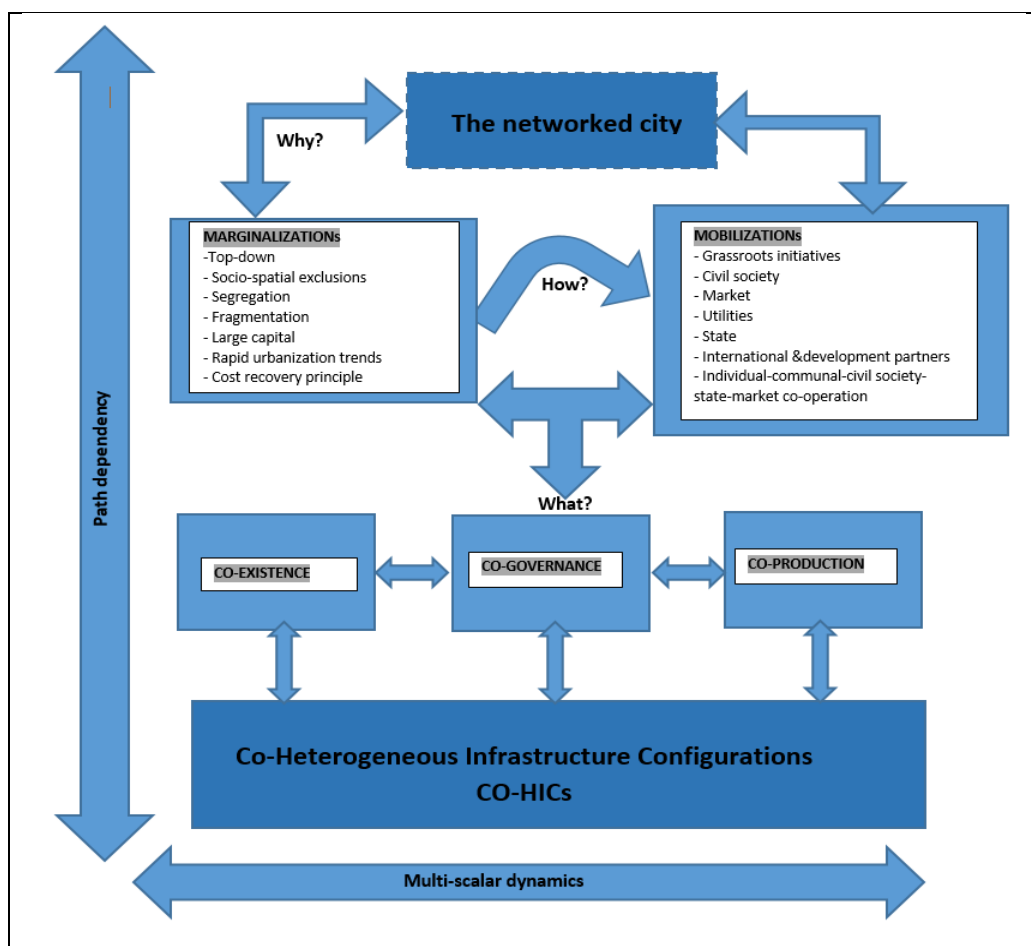 The networked city
Why?
MARGINALIZATIONs
-Top-down
- Socio-spatial exclusions
- Segregation
- Fragmentation
- Large capital
- Rapid urbanization trends
- Cost recovery principle
How?
MOBILIZATIONs
- Grassroots initiatives
- Civil society
- Market
- Utilities
- State
- International &development partners
- Individual-communal-civil society-
state-market co-operation
What?
CO-EXISTENCE
CO-GOVERNANCE
CO-PRODUCTION
Co-Heterogeneous Infrastructure Configurations
CO-HICs
Path dependency
Multi-scalar dynamics